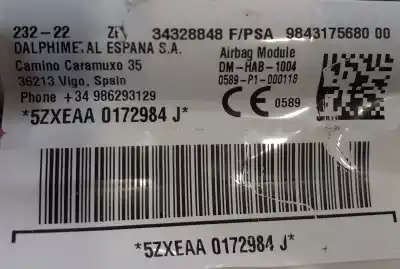 232-22 34328848 F/PSA 9843175680 00
DALPHIMETAL ESPANA S.A.
Camino Caramuxo 35
36213 Vigo, Spain
Phone +34 986293129
Airbag Module
DM-HAB-1004
0589-P1-000118
CE 0589
*5ZXEAA 0172984 J*
*5ZXEAA 0172984 J*